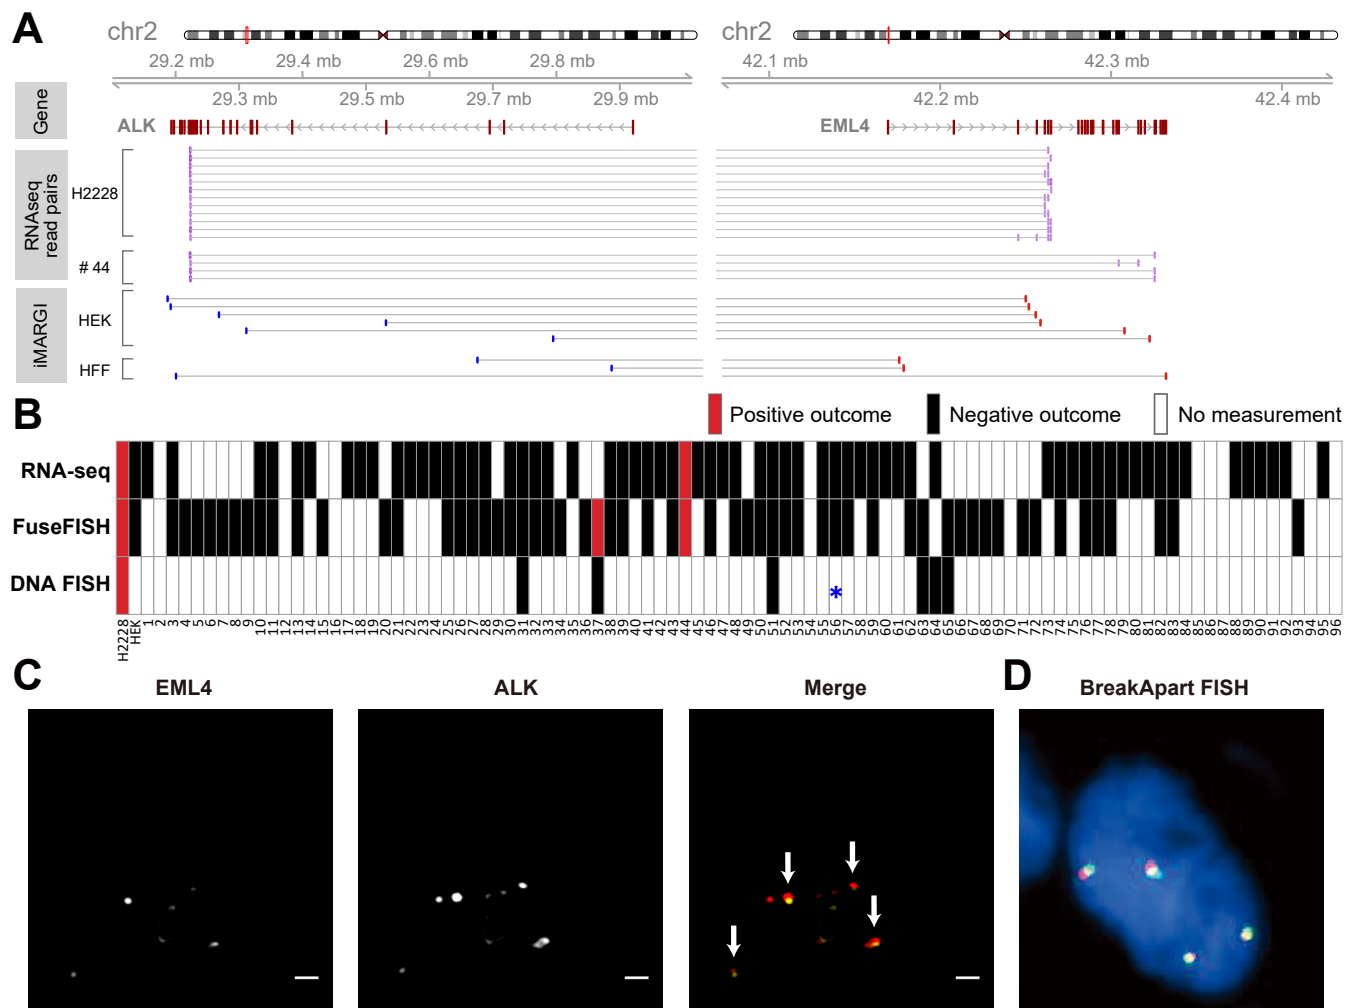 A
chr2
chr2
29.2 mb 29.4 mb 29.6 mb 29.8 mb
42.1 mb 42.3 mb
29.3 mb 29.5 mb 29.7 mb 29.9 mb
42.2 mb 42.4 mb
Gene
ALK
EML4
RNAseq
read pairs
H2228
# 44
iMARGI
HEK
HFF
B
Positive outcome
Negative outcome
No measurement
RNA-seq
FuseFISH
DNA FISH
*
H2228 HEK 1 2 3 4 5 6 7 8 9 10 11 12 13 14 15 16 17 18 19 20 21 22 23 24 25 26 27 28 29 30 31 32 33 34 35 36 37 38 39 40 41 42 43 44 45 46 47 48 49 50 51 52 53 54 55 56 57 58 59 60 61 62 63 64 65 66 67 68 69 70 71 72 73 74 75 76 77 78 79 80 81 82 83 84 85 86 87 88 89 90 91 92 93 94 95 96
C
EML4
ALK
Merge
D
BreakApart FISH